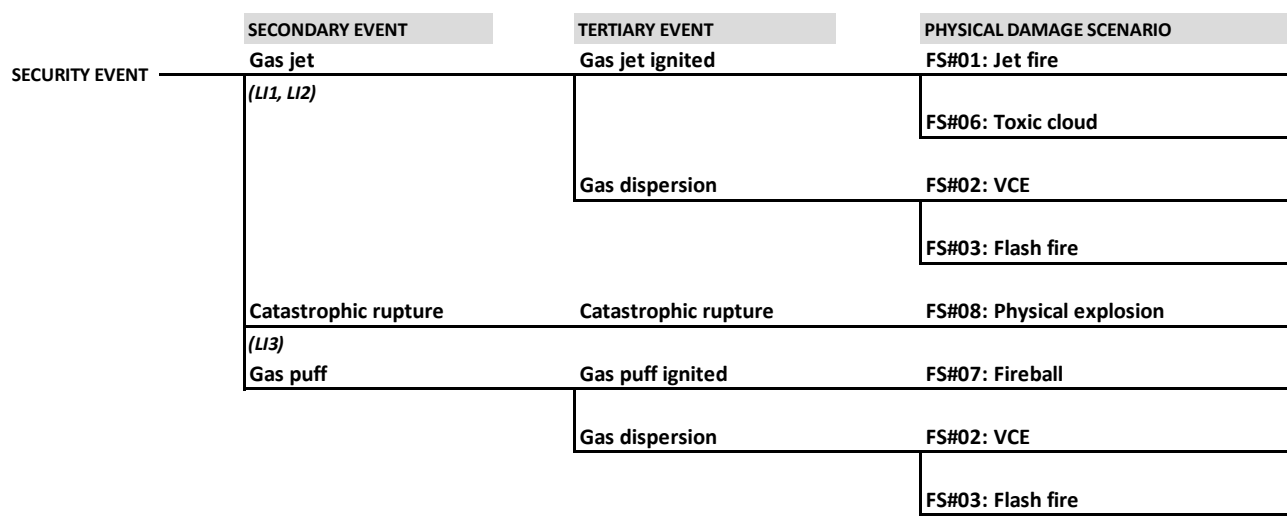 SECONDARY EVENT TERTIARY EVENT PHYSICAL DAMAGE SCENARIO
Gas jet Gas jet ignited FS#01: Jet fire
SECURITY EVENT
(LI1, LI2)
FS#06: Toxic cloud
Gas dispersion FS#02: VCE
FS#03: Flash fire
Catastrophic rupture Catastrophic rupture FS#08: Physical explosion
(LI3)
Gas puff Gas puff ignited FS#07: Fireball
Gas dispersion FS#02: VCE
FS#03: Flash fire